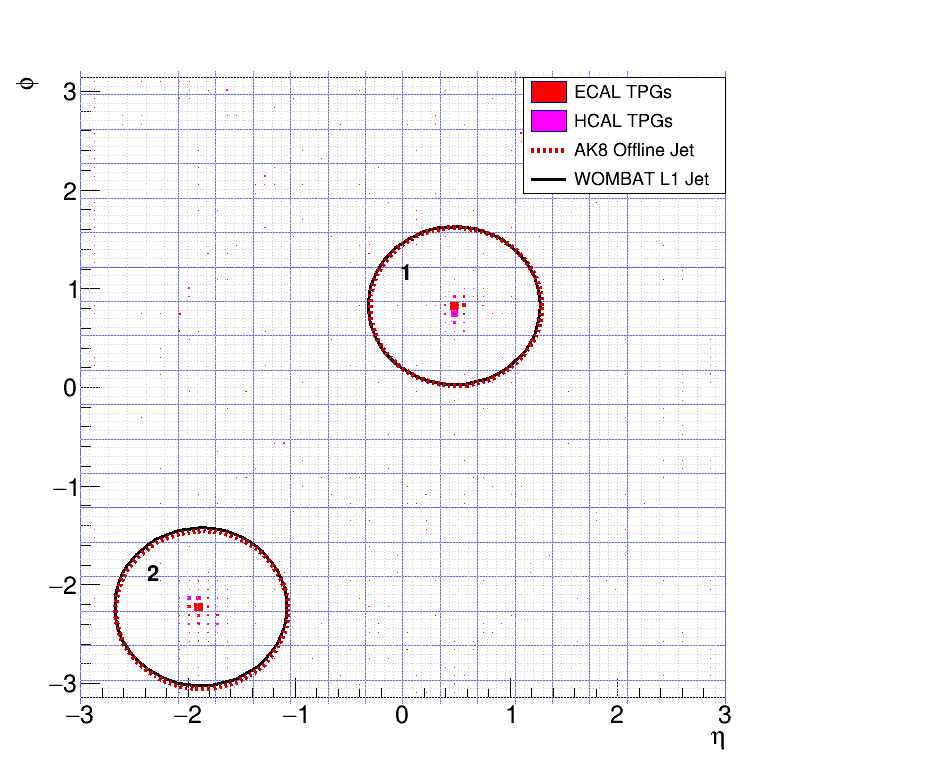 ϕ
3
2
1
0
−1
−2
−3
ECAL TPGs
HCAL TPGs
AK8 Offline Jet
WOMBAT L1 Jet
1
2
−3 −2 −1 0 1 2 3
η